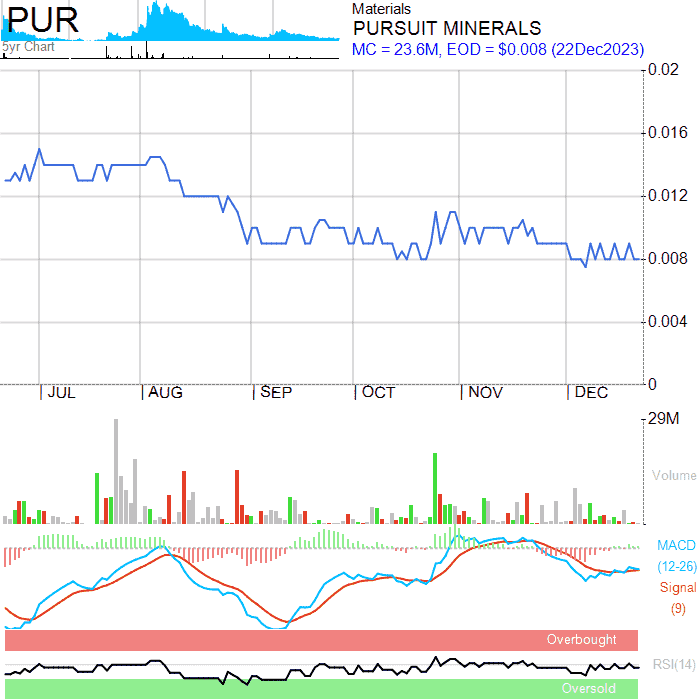 PUR
5yr Chart
Materials
PURSUIT MINERALS
MC = 23.6M, EOD = $0.008 (22Dec2023)
0.02
0.016
0.012
0.008
0.004
0
JUL AUG SEP OCT NOV DEC
29M
Volume
MACD
(12-26)
Signal
(9)
Overbought
RSI(14)
Oversold